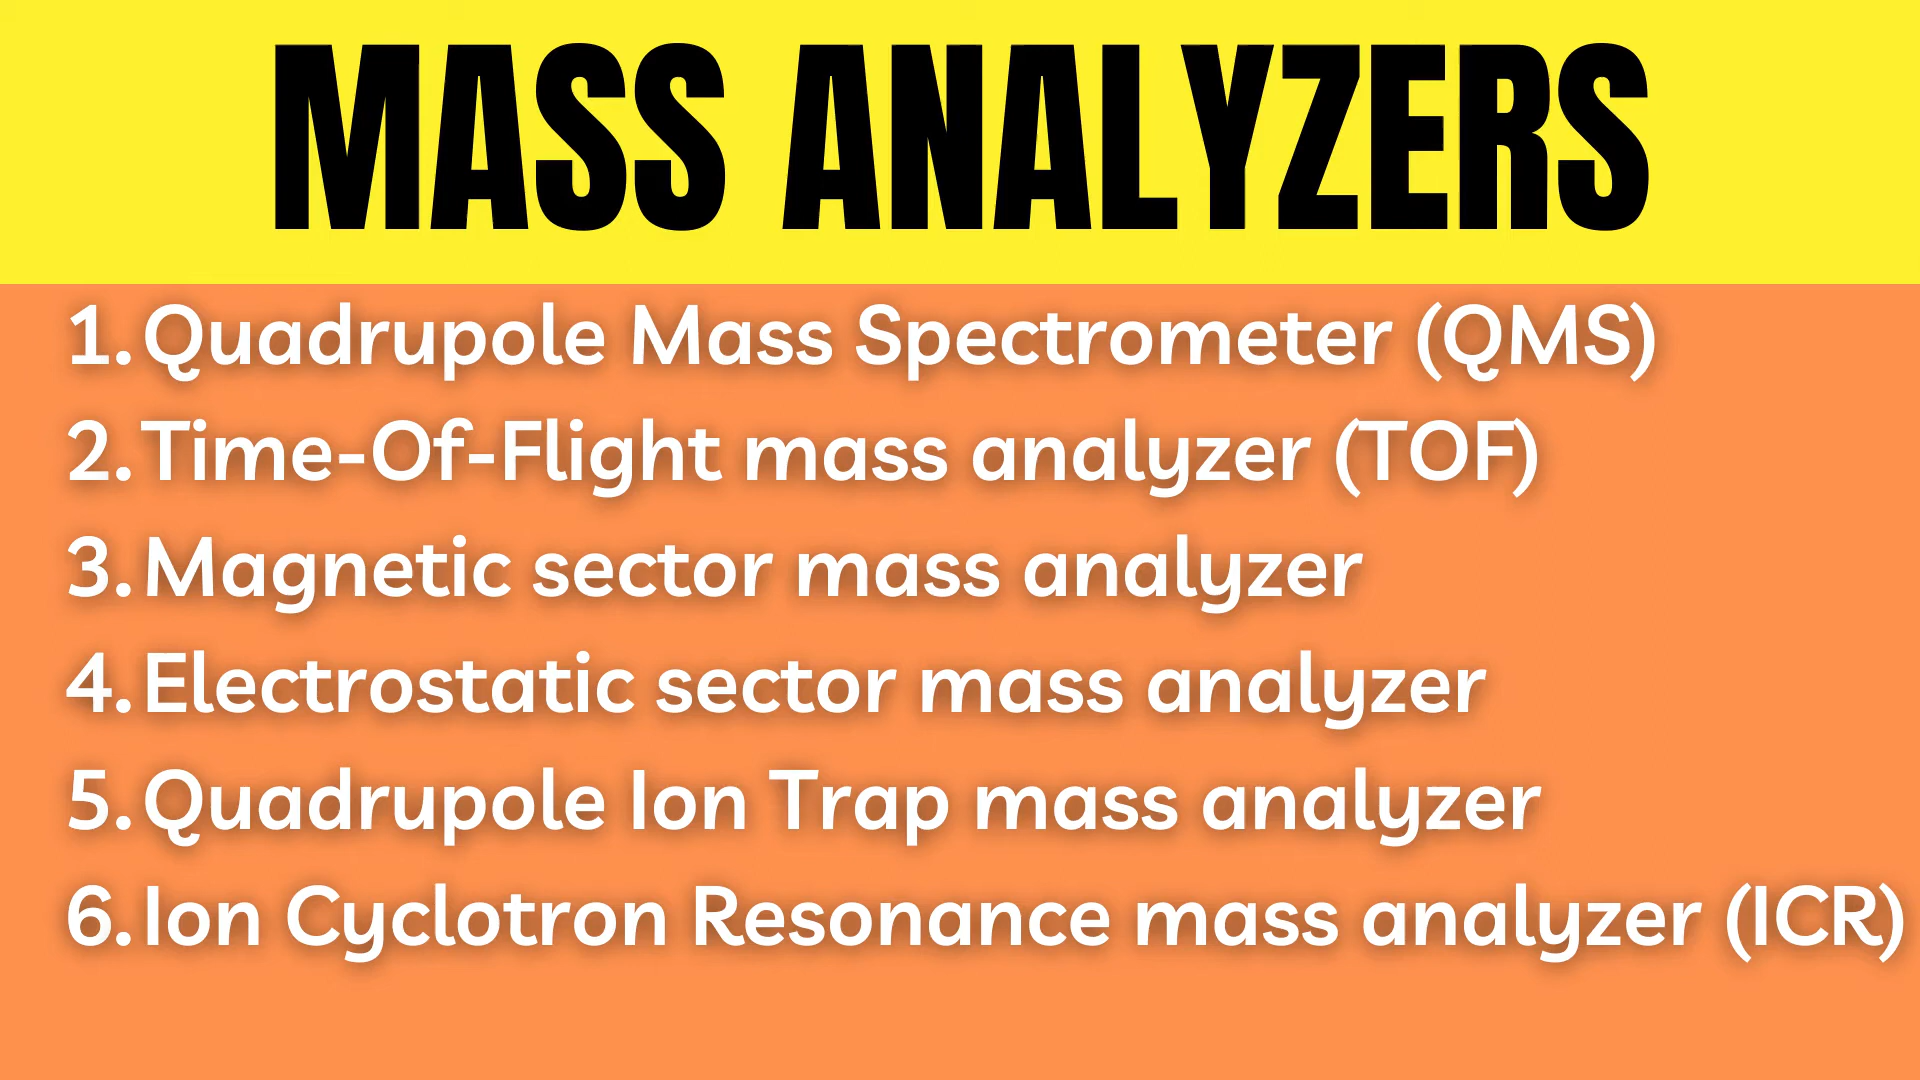 MASS ANALYZERS
1. Quadrupole Mass Spectrometer (QMS)
2. Time-Of-Flight mass analyzer (TOF)
3. Magnetic sector mass analyzer
4. Electrostatic sector mass analyzer
5. Quadrupole Ion Trap mass analyzer
6. Ion Cyclotron Resonance mass analyzer (ICR)